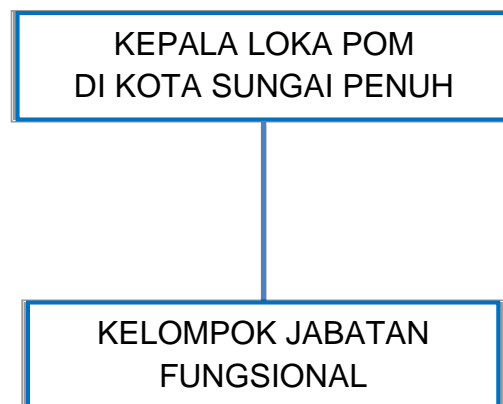 KEPALA LOKA POM
DI KOTA SUNGAI PENUH
KELOMPOK JABATAN
FUNGSIONAL